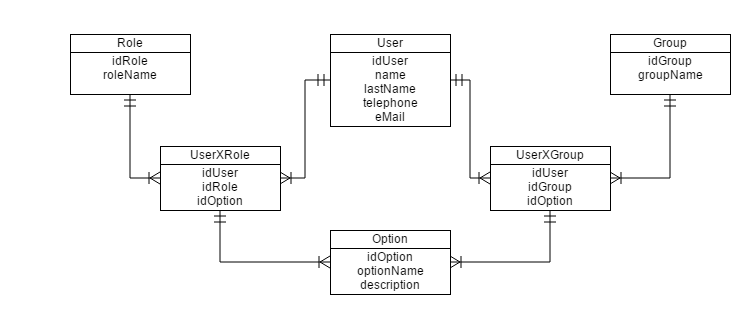 Role
idRole
roleName
User
idUser
name
lastName
telephone
eMail
Group
idGroup
groupName
UserXRole
idUser
idRole
idOption
UserXGroup
idUser
idGroup
idOption
Option
idOption
optionName
description